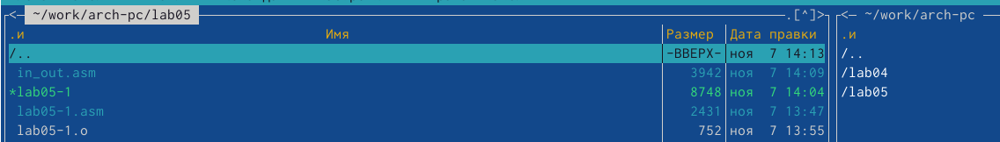 <─ ~/work/arch-pc/lab05 ─.[^]>
.и Имя Размер Дата правки
/.. -ВВЕРХ- ноя 7 14:13
in_out.asm 3942 ноя 7 14:09
*lab05-1 8748 ноя 7 14:04
lab05-1.asm 2431 ноя 7 13:47
lab05-1.o 752 ноя 7 13:55
<─ ~/work/arch-pc
.и
/..
/lab04
/lab05